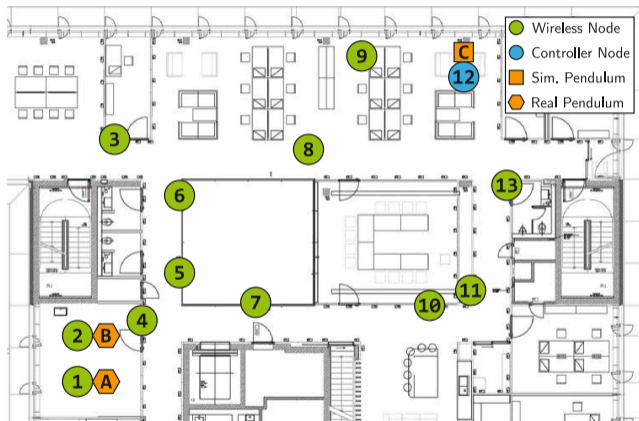 Wireless Node
Controller Node
Sim. Pendulum
Real Pendulum
C
9
12
3
8
6
13
5
7
11
10
4
2
B
1
A